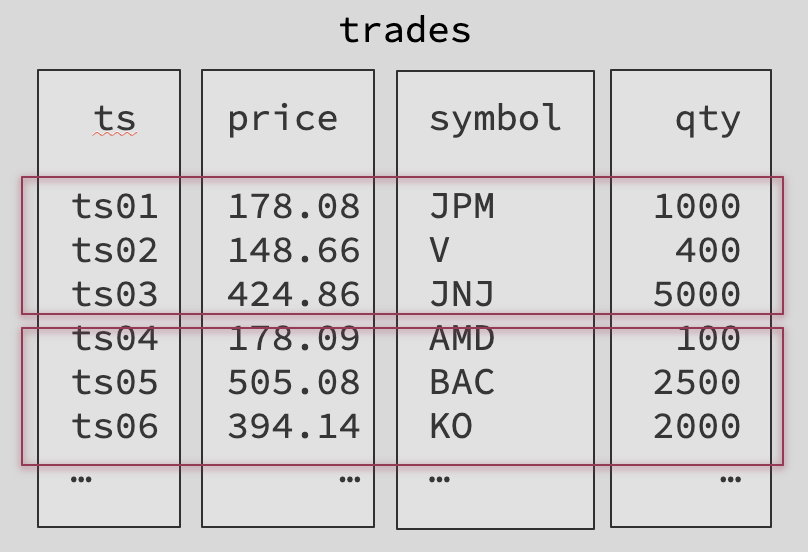 trades
ts price symbol qty
ts01 178.08 JPM 1000
ts02 148.66 V 400
ts03 424.86 JNJ 5000
ts04 178.09 AMD 100
ts05 505.08 BAC 2500
ts06 394.14 KO 2000
… … … …